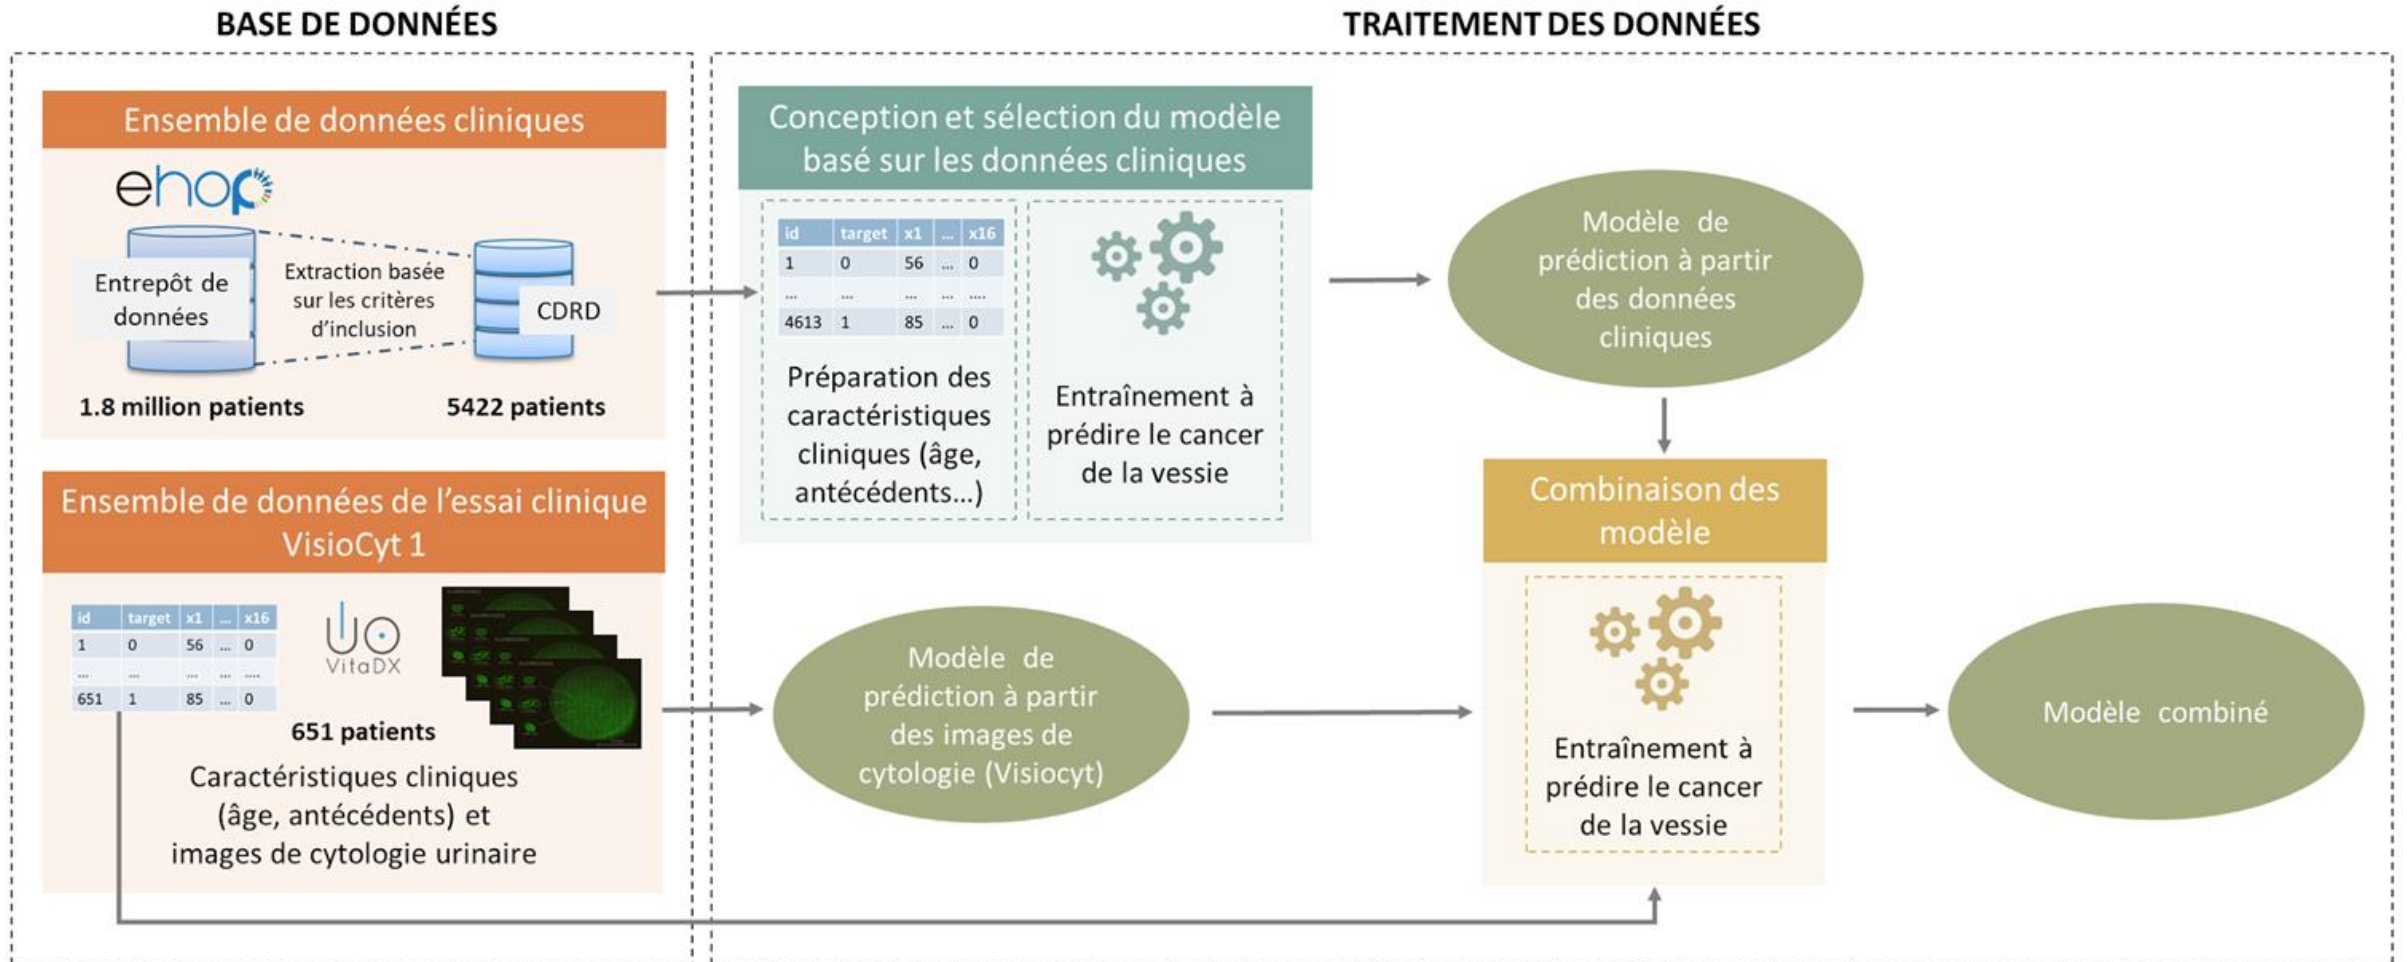 BASE DE DONNÉES
TRAITEMENT DES DONNÉES
Ensemble de données cliniques
ehop
Entrepôt de
données
Extraction basée
sur les critères
d'inclusion
CDRD
1.8 million patients
5422 patients
Ensemble de données de l'essai clinique
VisioCyt 1
id target x1 ... x16
1 0 56 ... 0
... ... ... ... ....
651 1 85 ... 0
VitaDX
651 patients
Caractéristiques cliniques
(âge, antécédents) et
images de cytologie urinaire
Conception et sélection du modèle
basé sur les données cliniques
id target x1 ... x16
1 0 56 ... 0
... ... ... ... ....
4613 1 85 ... 0
Préparation des
caractéristiques
cliniques (âge,
antécédents...)
Entraînement à
prédire le cancer
de la vessie
Modèle de
prédiction à partir
des données
cliniques
Modèle de
prédiction à partir
des images de
cytologie (Visiocyt)
Combinaison des
modèle
Entraînement à
prédire le cancer
de la vessie
Modèle combiné